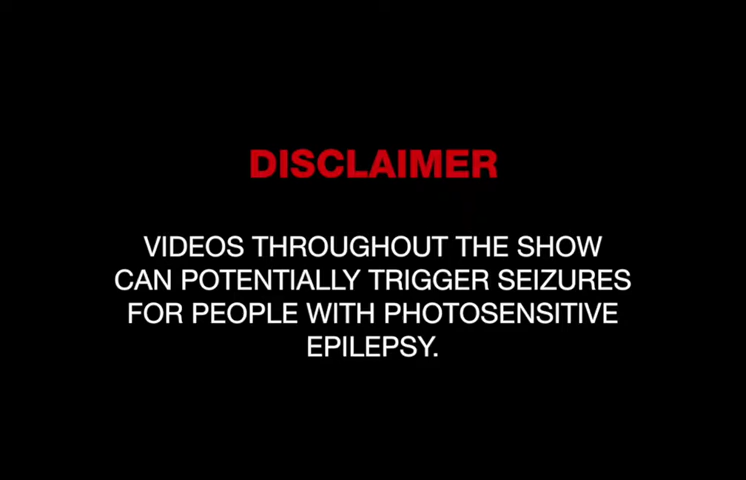 DISCLAIMER
VIDEOS THROUGHOUT THE SHOW
CAN POTENTIALLY TRIGGER SEIZURES
FOR PEOPLE WITH PHOTOSENSITIVE
EPILEPSY.